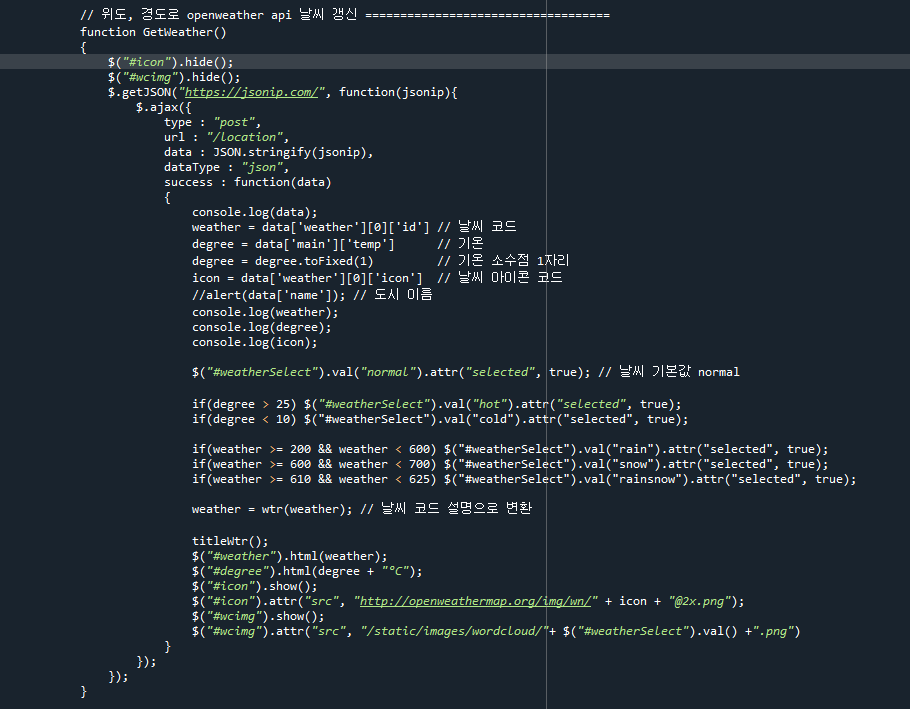 // 위도, 경도로 openweather api 날씨 갱신 ===================================
function GetWeather()
{
    $("#icon").hide();
    $("#wcimg").hide();
    $.getJSON("https://jsonip.com/", function(jsonip){
        $.ajax({
            type : "post",
            url : "/location",
            data : JSON.stringify(jsonip),
            dataType : "json",
            success : function(data)
            {
                console.log(data);
                weather = data['weather'][0]['id'] // 날씨 코드
                degree = data['main']['temp']      // 기온
                degree = degree.toFixed(1)         // 기온 소수점 1자리
                icon = data['weather'][0]['icon']  // 날씨 아이콘 코드
                //alert(data['name']); // 도시 이름
                console.log(weather);
                console.log(degree);
                console.log(icon);

                $("#weatherSelect").val("normal").attr("selected", true); // 날씨 기본값 normal

                if(degree > 25) $("#weatherSelect").val("hot").attr("selected", true);
                if(degree < 10) $("#weatherSelect").val("cold").attr("selected", true);

                if(weather >= 200 && weather < 600) $("#weatherSelect").val("rain").attr("selected", true);
                if(weather >= 600 && weather < 700) $("#weatherSelect").val("snow").attr("selected", true);
                if(weather >= 610 && weather < 625) $("#weatherSelect").val("rainsnow").attr("selected", true);

                weather = wtr(weather); // 날씨 코드 설명으로 변환

                titleWtr();
                $("#weather").html(weather);
                $("#degree").html(degree + "°C");
                $("#icon").show();
                $("#icon").attr("src", "http://openweathermap.org/img/wn/" + icon + "@2x.png");
                $("#wcimg").show();
                $("#wcimg").attr("src", "/static/images/wordcloud/"+ $("#weatherSelect").val() +".png")
            }
        });
    });
}